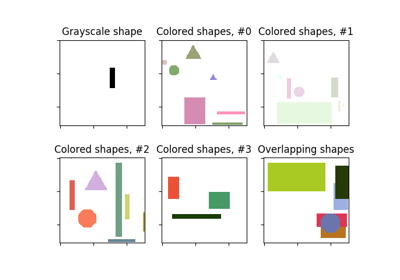 Grayscale shape
Colored shapes, #0
Colored shapes, #1
Colored shapes, #2
Colored shapes, #3
Overlapping shapes